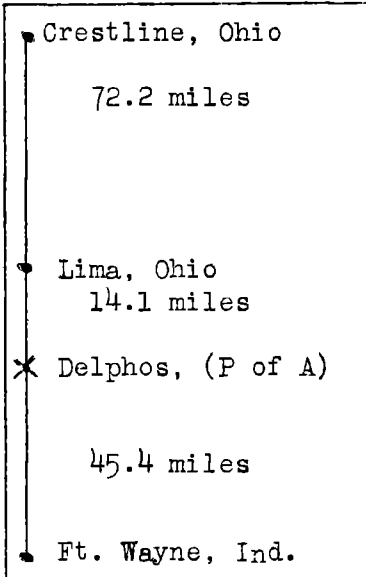 Crestline, Ohio
72.2 miles
Lima, Ohio
14.1 miles
Delphos, (P of A)
45.4 miles
Ft. Wayne, Ind.